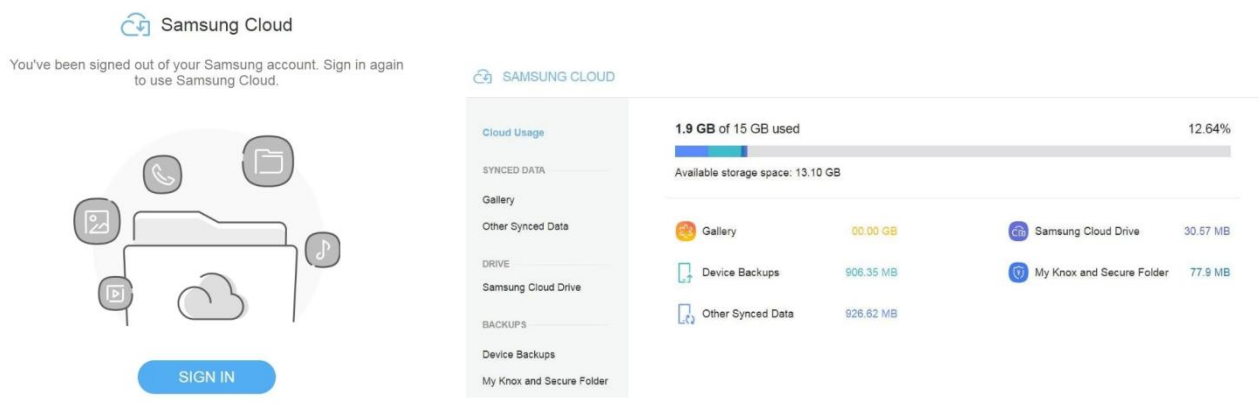 Samsung Cloud
You've been signed out of your Samsung account. Sign in again
to use Samsung Cloud.
SIGN IN
SAMSUNG CLOUD
Cloud Usage
SYNCED DATA
Gallery
Other Synced Data
DRIVE
Samsung Cloud Drive
BACKUPS
Device Backups
My Knox and Secure Folder
1.9 GB of 15 GB used 12.64%
Available storage space: 13.10 GB
Gallery 00.00 GB Samsung Cloud Drive 30.57 MB
Device Backups 906.35 MB My Knox and Secure Folder 77.9 MB
Other Synced Data 926.62 MB